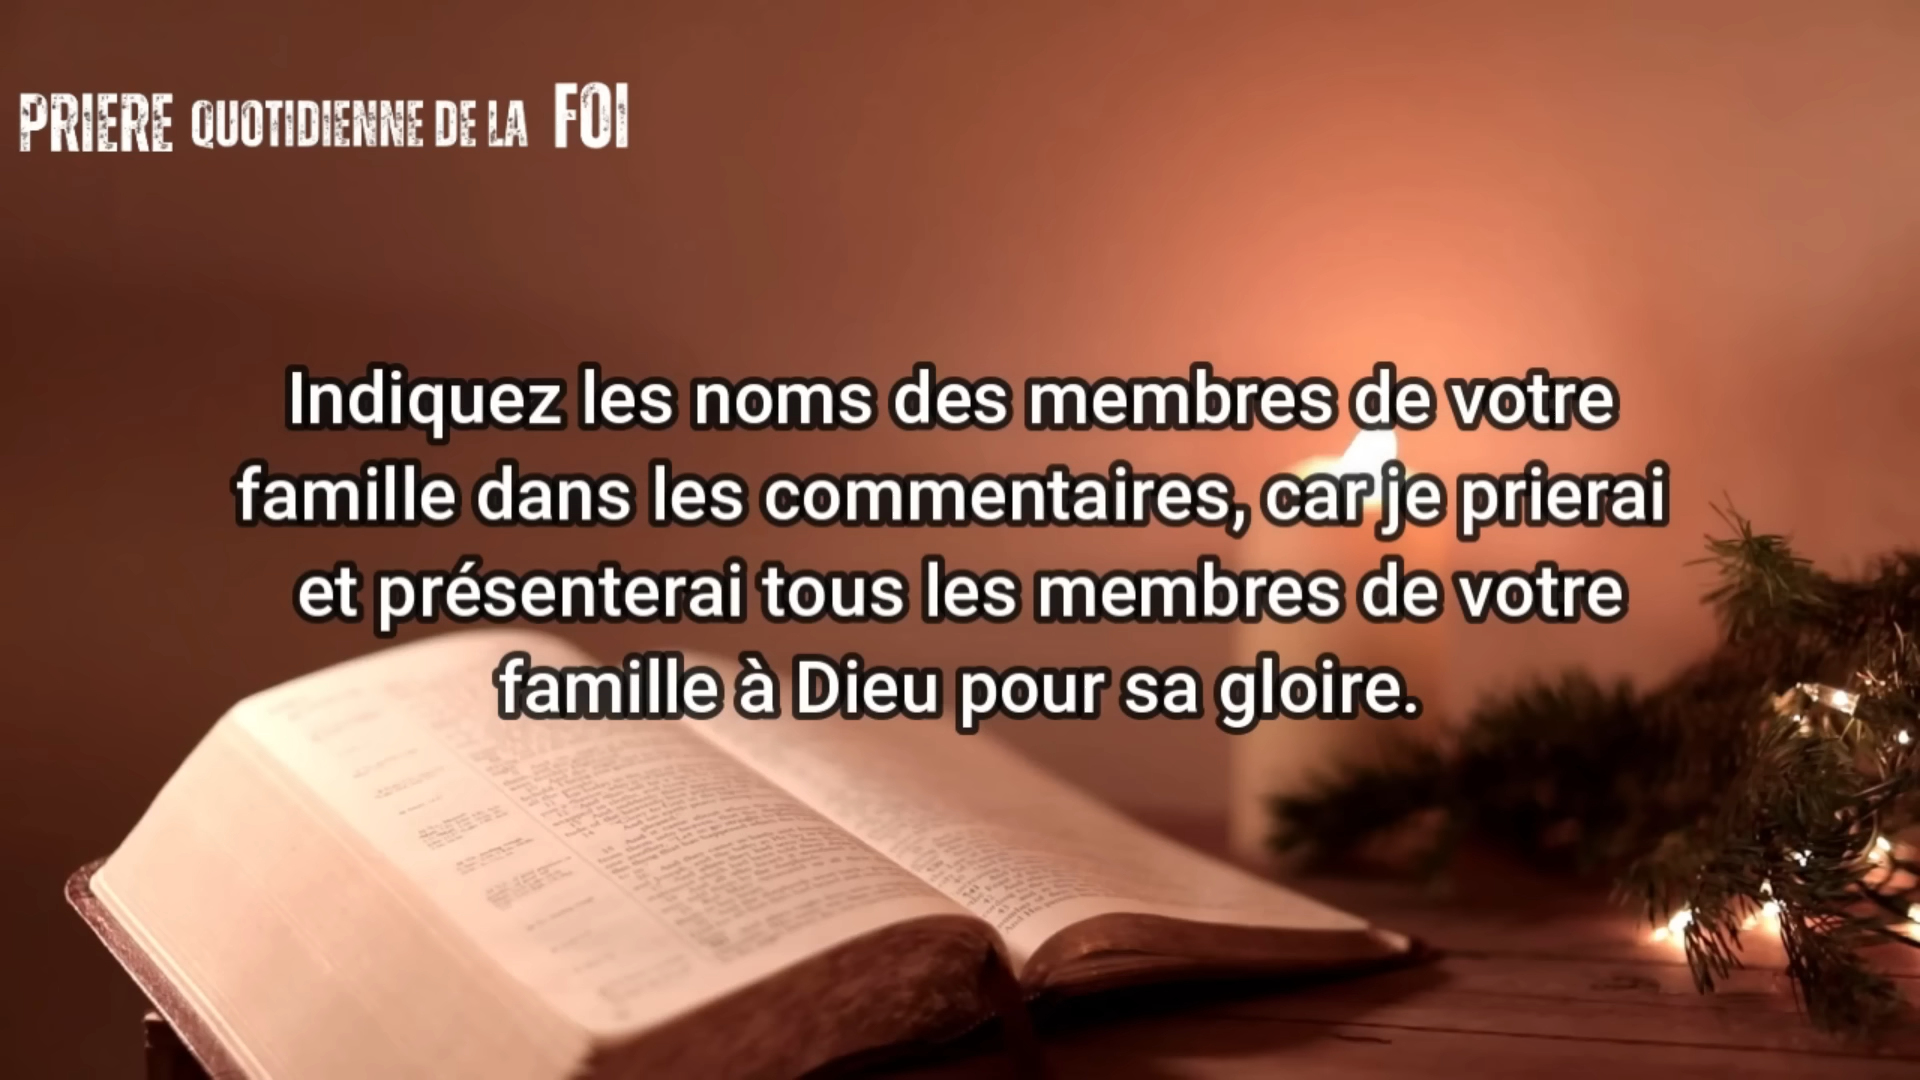 PRIERE QUOTIDIENNE DE LA FOI
Indiquez les noms des membres de votre
famille dans les commentaires, car je prierai
et présenterai tous les membres de votre
famille à Dieu pour sa gloire.